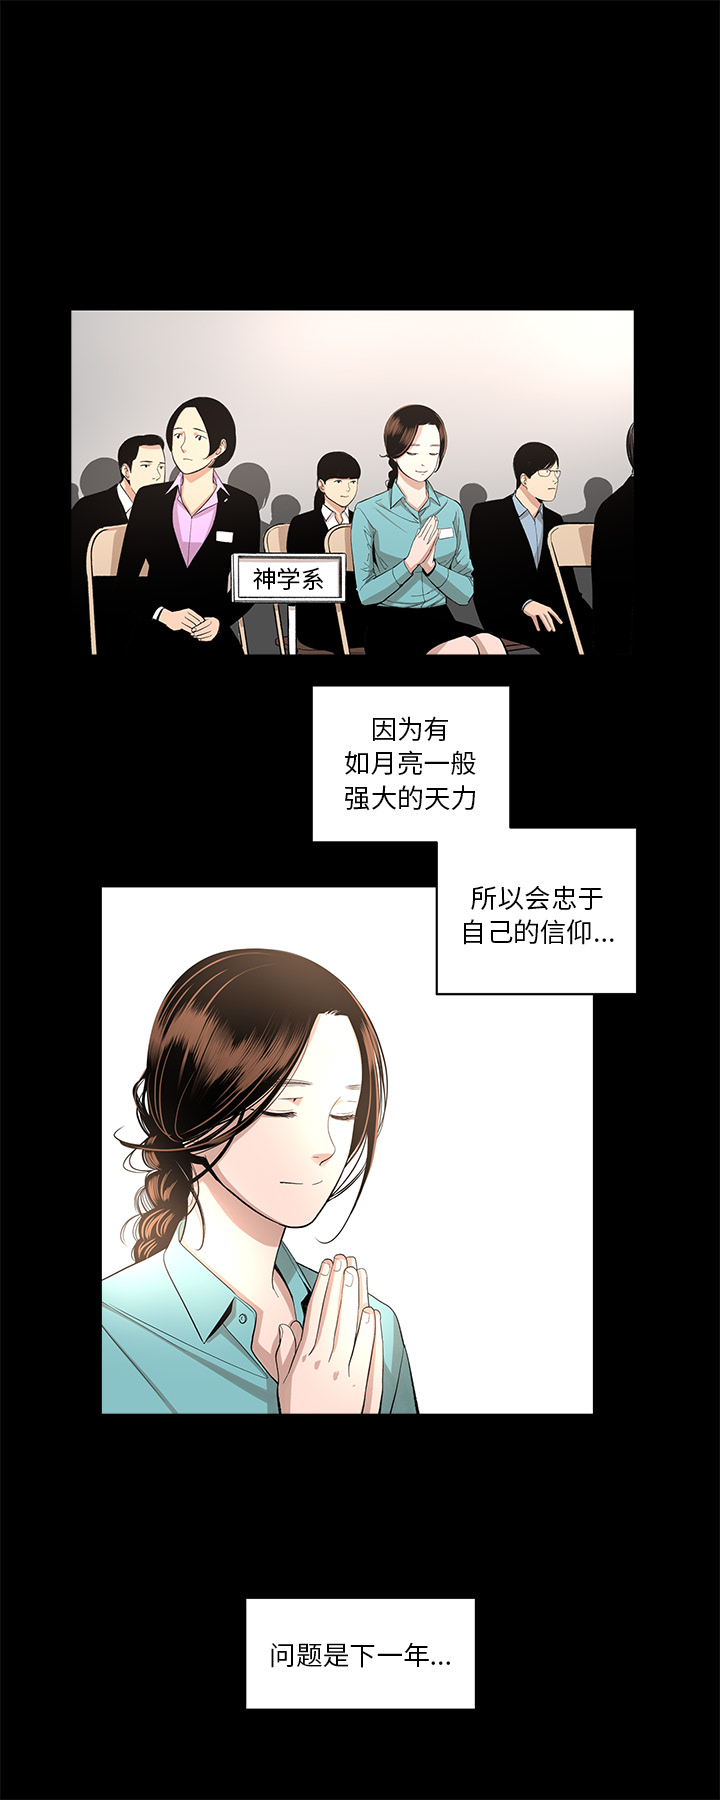 神学系
因为有
如月亮一般
强大的天力
所以会忠于
自己的信仰...
问题是下一年...